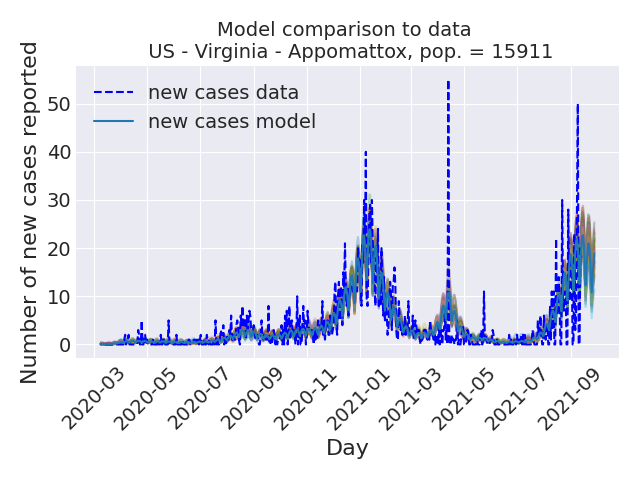 Model comparison to data
US - Virginia - Appomattox, pop. = 15911
new cases data
new cases model
Number of new cases reported
50
40
30
20
10
0
2020-03
2020-05
2020-07
2020-09
2020-11
2021-01
2021-03
2021-05
2021-07
2021-09
Day